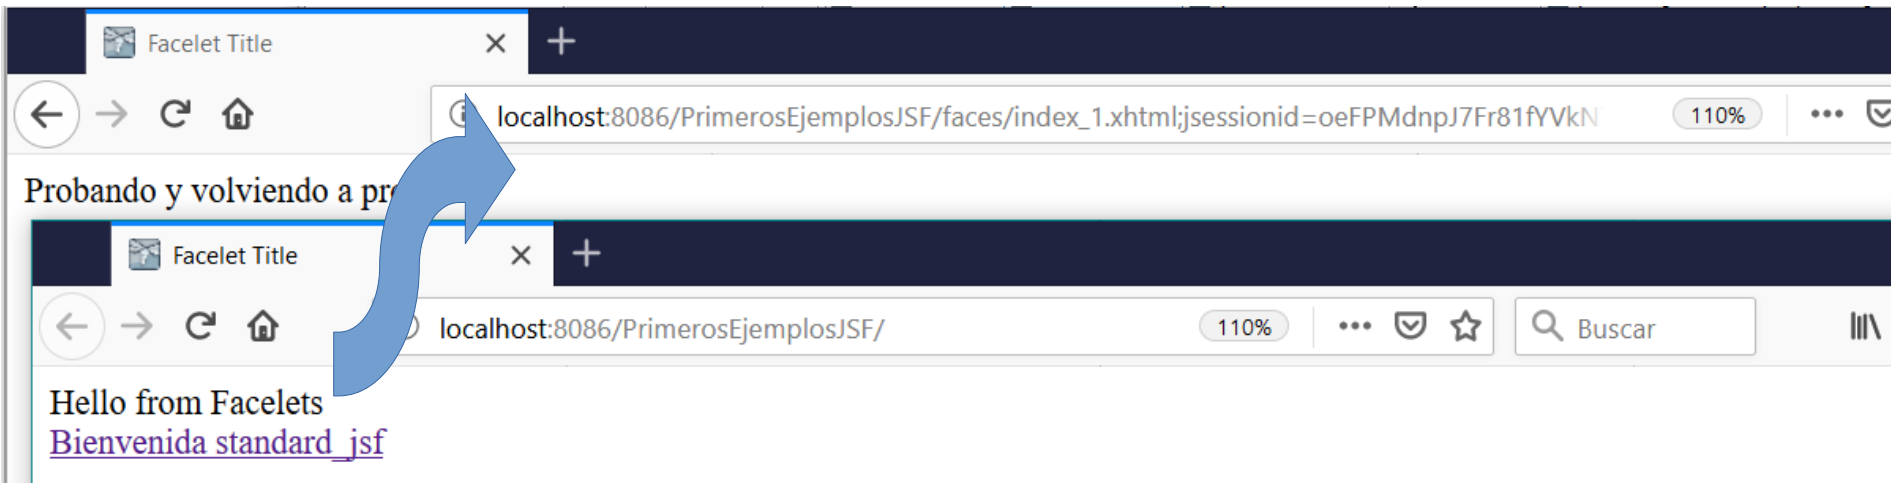 Facelet Title
localhost:8086/PrimerosEjemplosJSF/faces/index_1.xhtml;jsessionid=oeFPMdnpJ7Fr81fYVkN
110%
Probando y volviendo a
Facelet Title
localhost:8086/PrimerosEjemplosJSF/
110%
Buscar
Hello from Facelets
Bienvenida standard_jsf